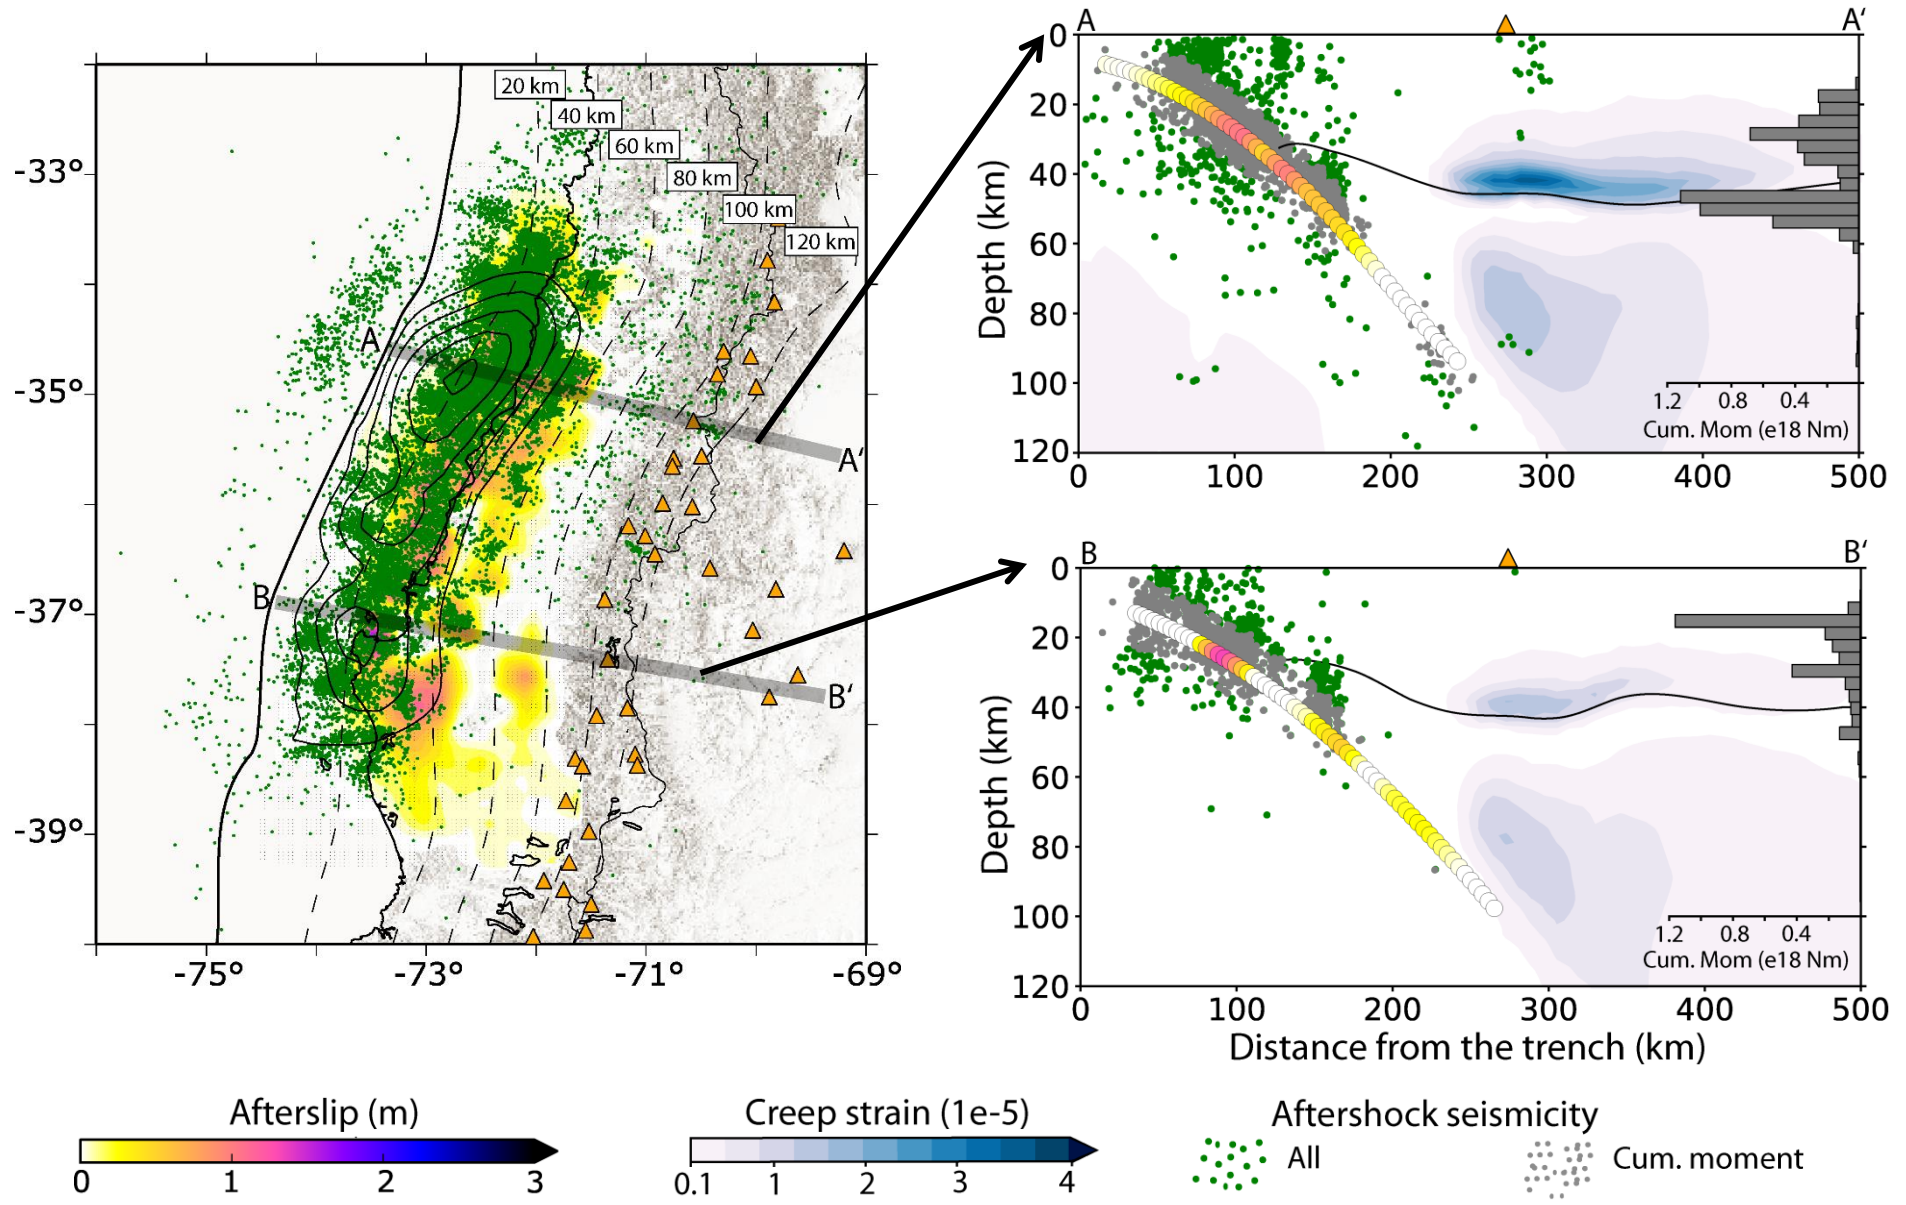 20 km
40 km
60 km
80 km
100 km
120 km
-33°
-35°
-37°
-39°
-75°
-73°
-71°
-69°
A
A‘
B
B‘
A
A‘
0
20
40
60
80
100
120
Depth (km)
1.2 0.8 0.4
Cum. Mom (e18 Nm)
0 100 200 300 400 500
B
B‘
0
20
40
60
80
100
120
Depth (km)
1.2 0.8 0.4
Cum. Mom (e18 Nm)
0 100 200 300 400 500
Distance from the trench (km)
Afterslip (m)
0 1 2 3
Creep strain (1e-5)
0.1 1 2 3 4
Aftershock seismicity
All
Cum. moment